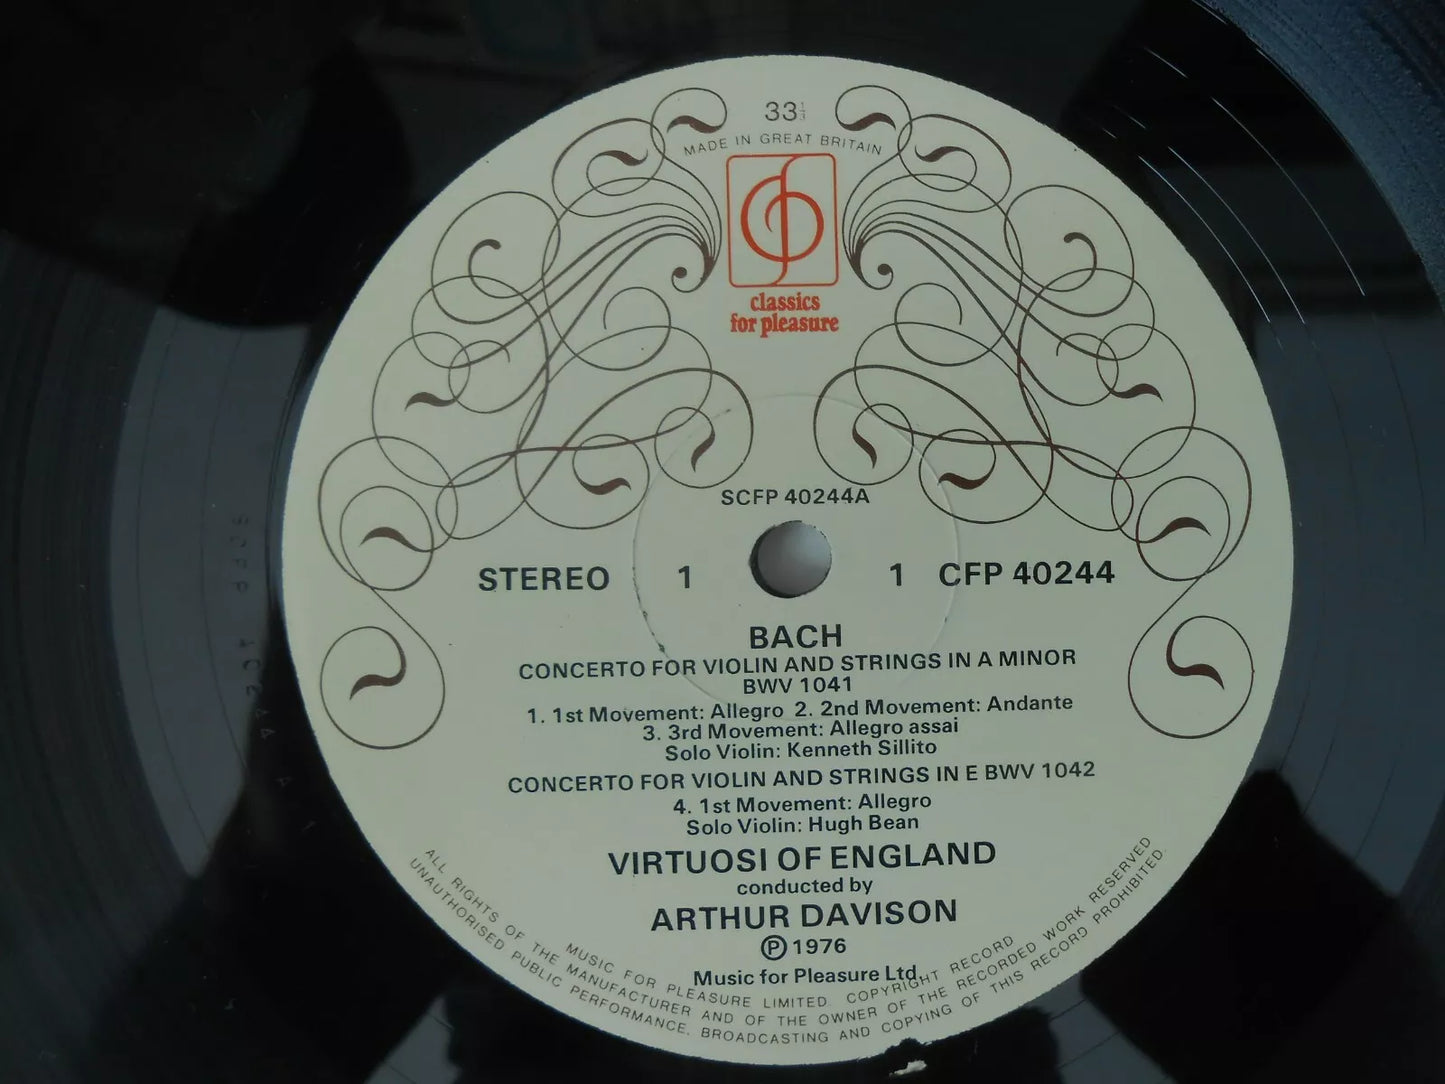 33⅓
MADE IN GREAT BRITAIN
classics
for pleasure
SCFP 40244A
STEREO 1 1 CFP 40244
BACH
CONCERTO FOR VIOLIN AND STRINGS IN A MINOR
BWV 1041
1. 1st Movement: Allegro 2. 2nd Movement: Andante
3. 3rd Movement: Allegro assai
Solo Violin: Kenneth Sillito
CONCERTO FOR VIOLIN AND STRINGS IN E BWV 1042
4. 1st Movement: Allegro
Solo Violin: Hugh Bean
VIRTUOSI OF ENGLAND
conducted by
ARTHUR DAVISON
℗ 1976
Music for Pleasure Ltd.
MUSIC FOR PLEASURE LIMITED. COPYRIGHT RECORD
ALL RIGHTS OF THE MANUFACTURER AND OF THE OWNER OF THE RECORDED WORK RESERVED
UNAUTHORISED PUBLIC PERFORMANCE, BROADCASTING AND COPYING OF THIS RECORD PROHIBITED.